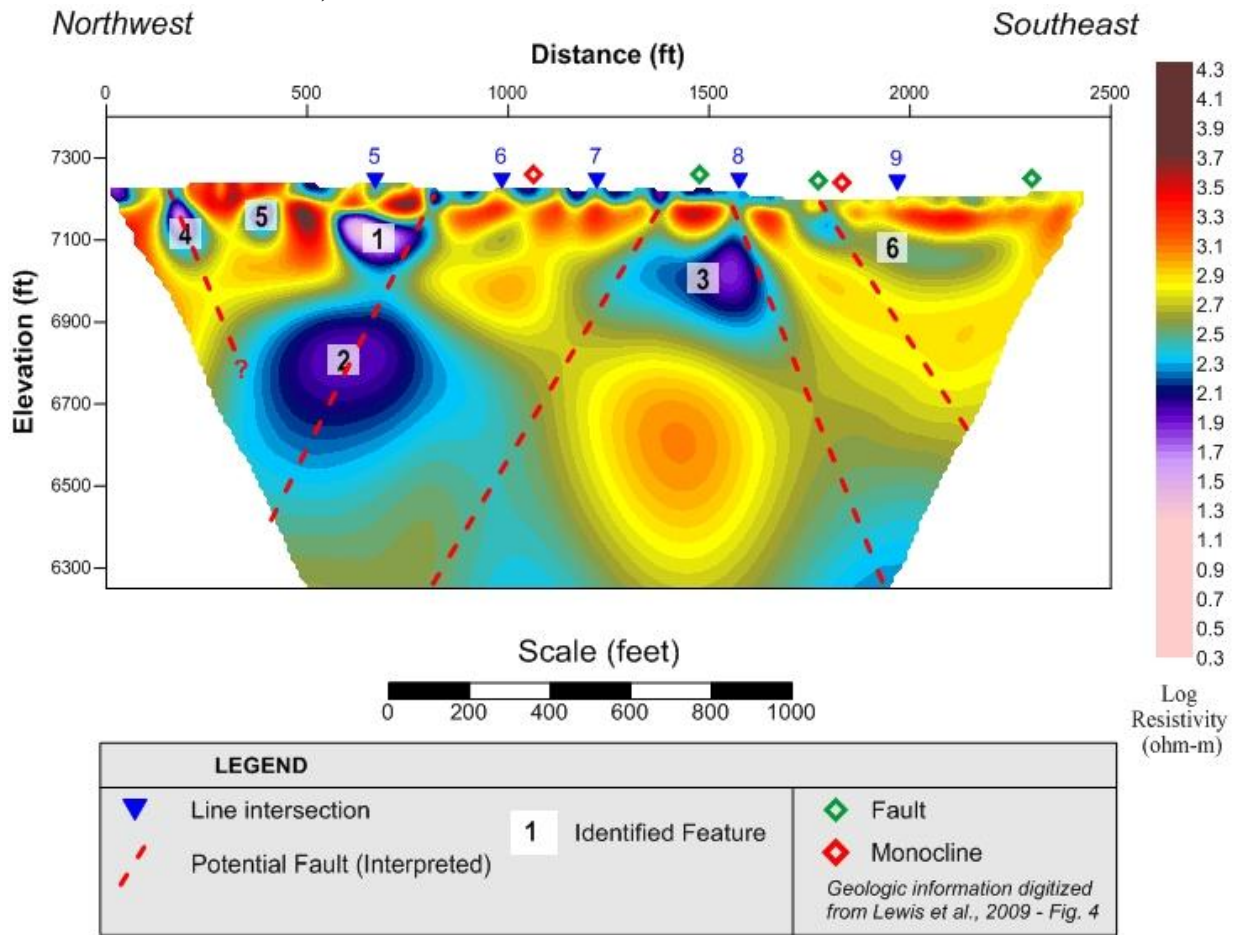 Northwest
Southeast
Distance (ft)
0 500 1000 1500 2000 2500
5 6 7 8 9
7300
7100
6900
6700
6500
6300
Elevation (ft)
4 5 1 6
3
2
?
4.3
4.1
3.9
3.7
3.5
3.3
3.1
2.9
2.7
2.5
2.3
2.1
1.9
1.7
1.5
1.3
1.1
0.9
0.7
0.5
0.3
Log
Resistivity
(ohm-m)
Scale (feet)
0 200 400 600 800 1000
LEGEND
Line intersection
Potential Fault (Interpreted)
1 Identified Feature
Fault
Monocline
Geologic information digitized
from Lewis et al., 2009 - Fig. 4